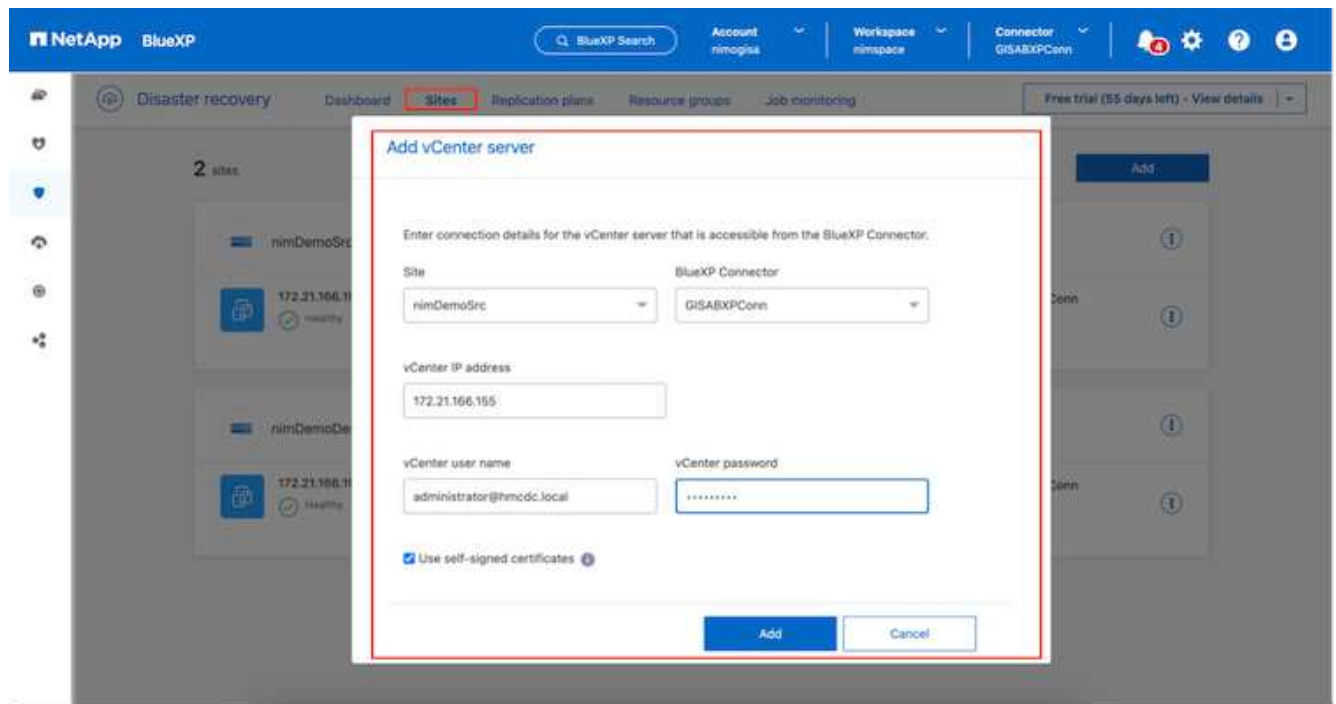 NetApp BlueXP
BlueXP Search
Account
nimogisa
Workspace
nimspace
Connector
GISABXPConn
4
Disaster recovery
Dashboard
Sites
Replication plans
Resource groups
Job monitoring
Free trial (55 days left) - View details
Add vCenter server
2 sites
Add
Enter connection details for the vCenter server that is accessible from the BlueXP Connector.
nimDemoSrc
Site
BlueXP Connector
nimDemoSrc
GISABXPConn
172.21.166.1
Healthy
Conn
vCenter IP address
172.21.166.155
nimDemoDe
vCenter user name
vCenter password
administrator@hmcdc.local
172.21.166.1
Healthy
Conn
Use self-signed certificates
Add
Cancel